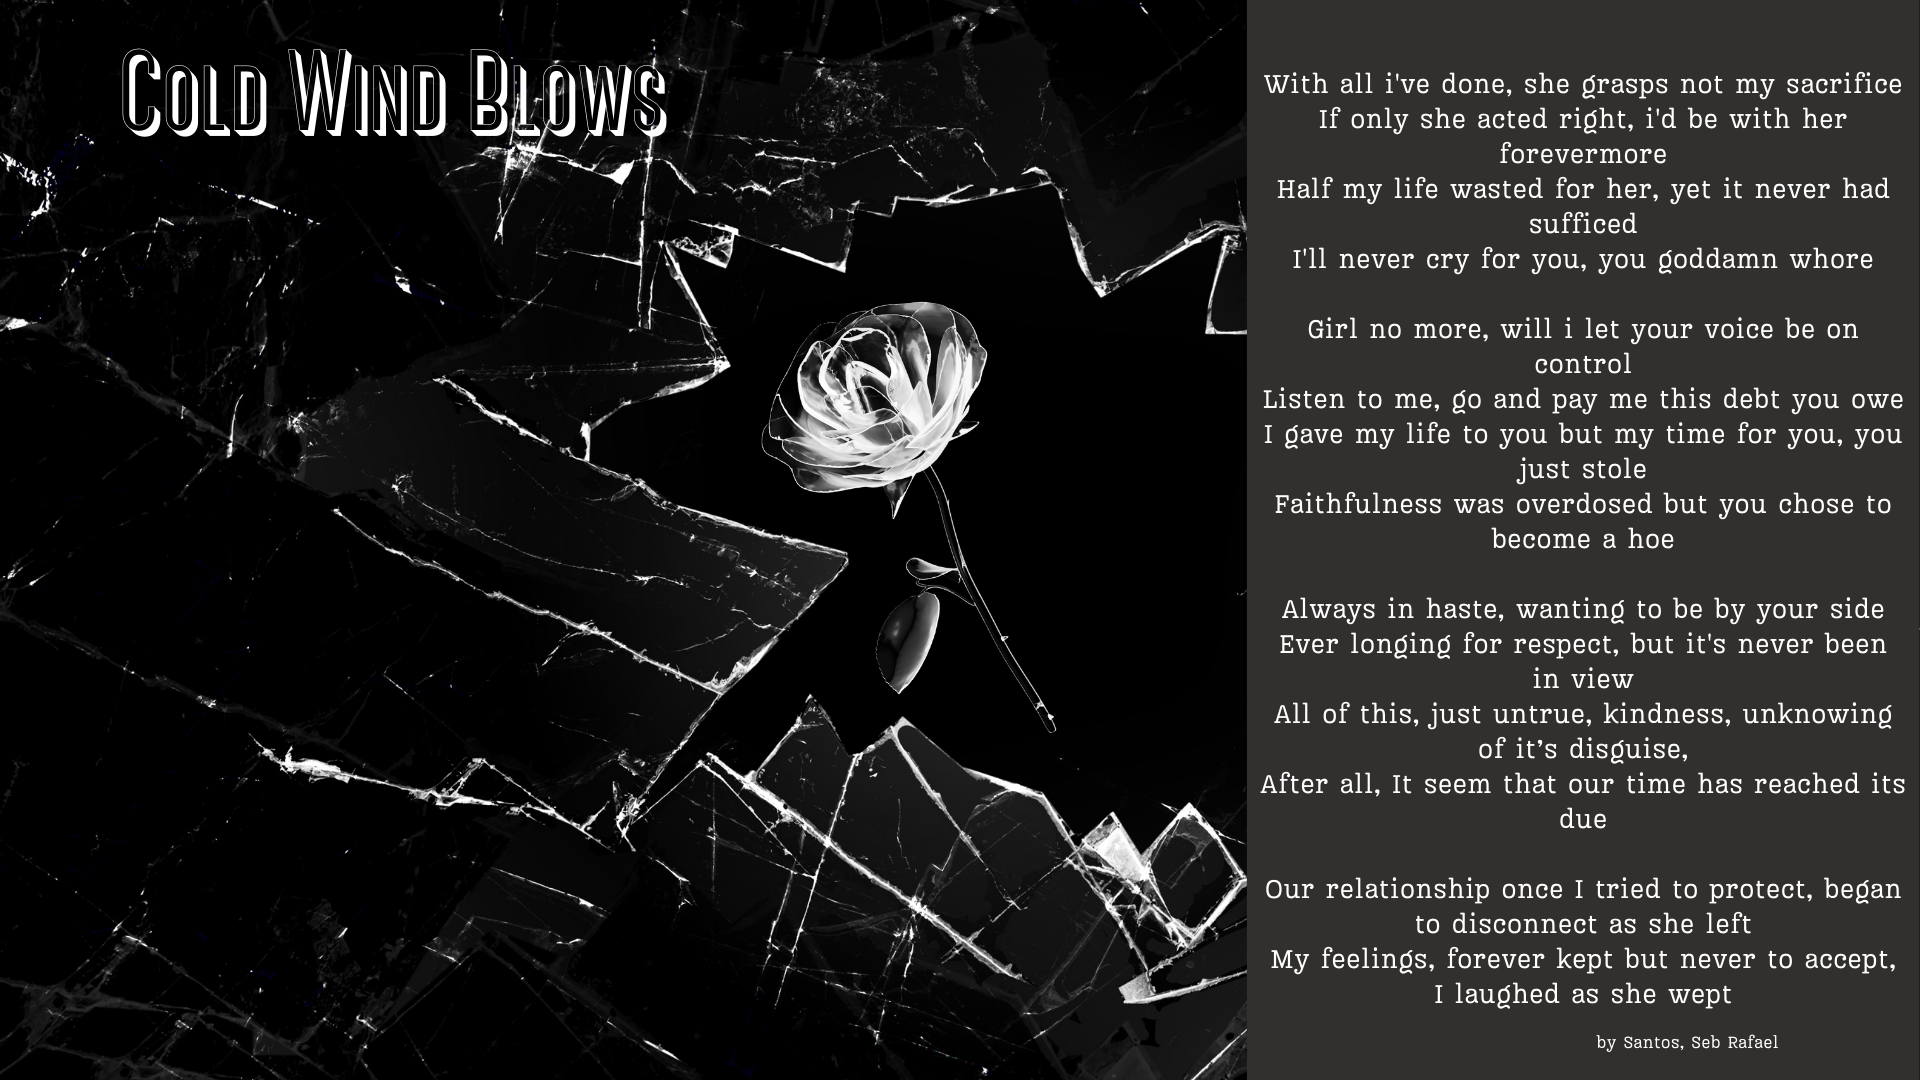 Cold Wind Blows
With all i've done, she grasps not my sacrifice
If only she acted right, i'd be with her
forevermore
Half my life wasted for her, yet it never had
sufficed
I'll never cry for you, you goddamn whore
Girl no more, will i let your voice be on
control
Listen to me, go and pay me this debt you owe
I gave my life to you but my time for you, you
just stole
Faithfulness was overdosed but you chose to
become a hoe
Always in haste, wanting to be by your side
Ever longing for respect, but it's never been
in view
All of this, just untrue, kindness, unknowing
of it’s disguise,
After all, It seem that our time has reached its
due
Our relationship once I tried to protect, began
to disconnect as she left
My feelings, forever kept but never to accept,
I laughed as she wept
by Santos, Seb Rafael